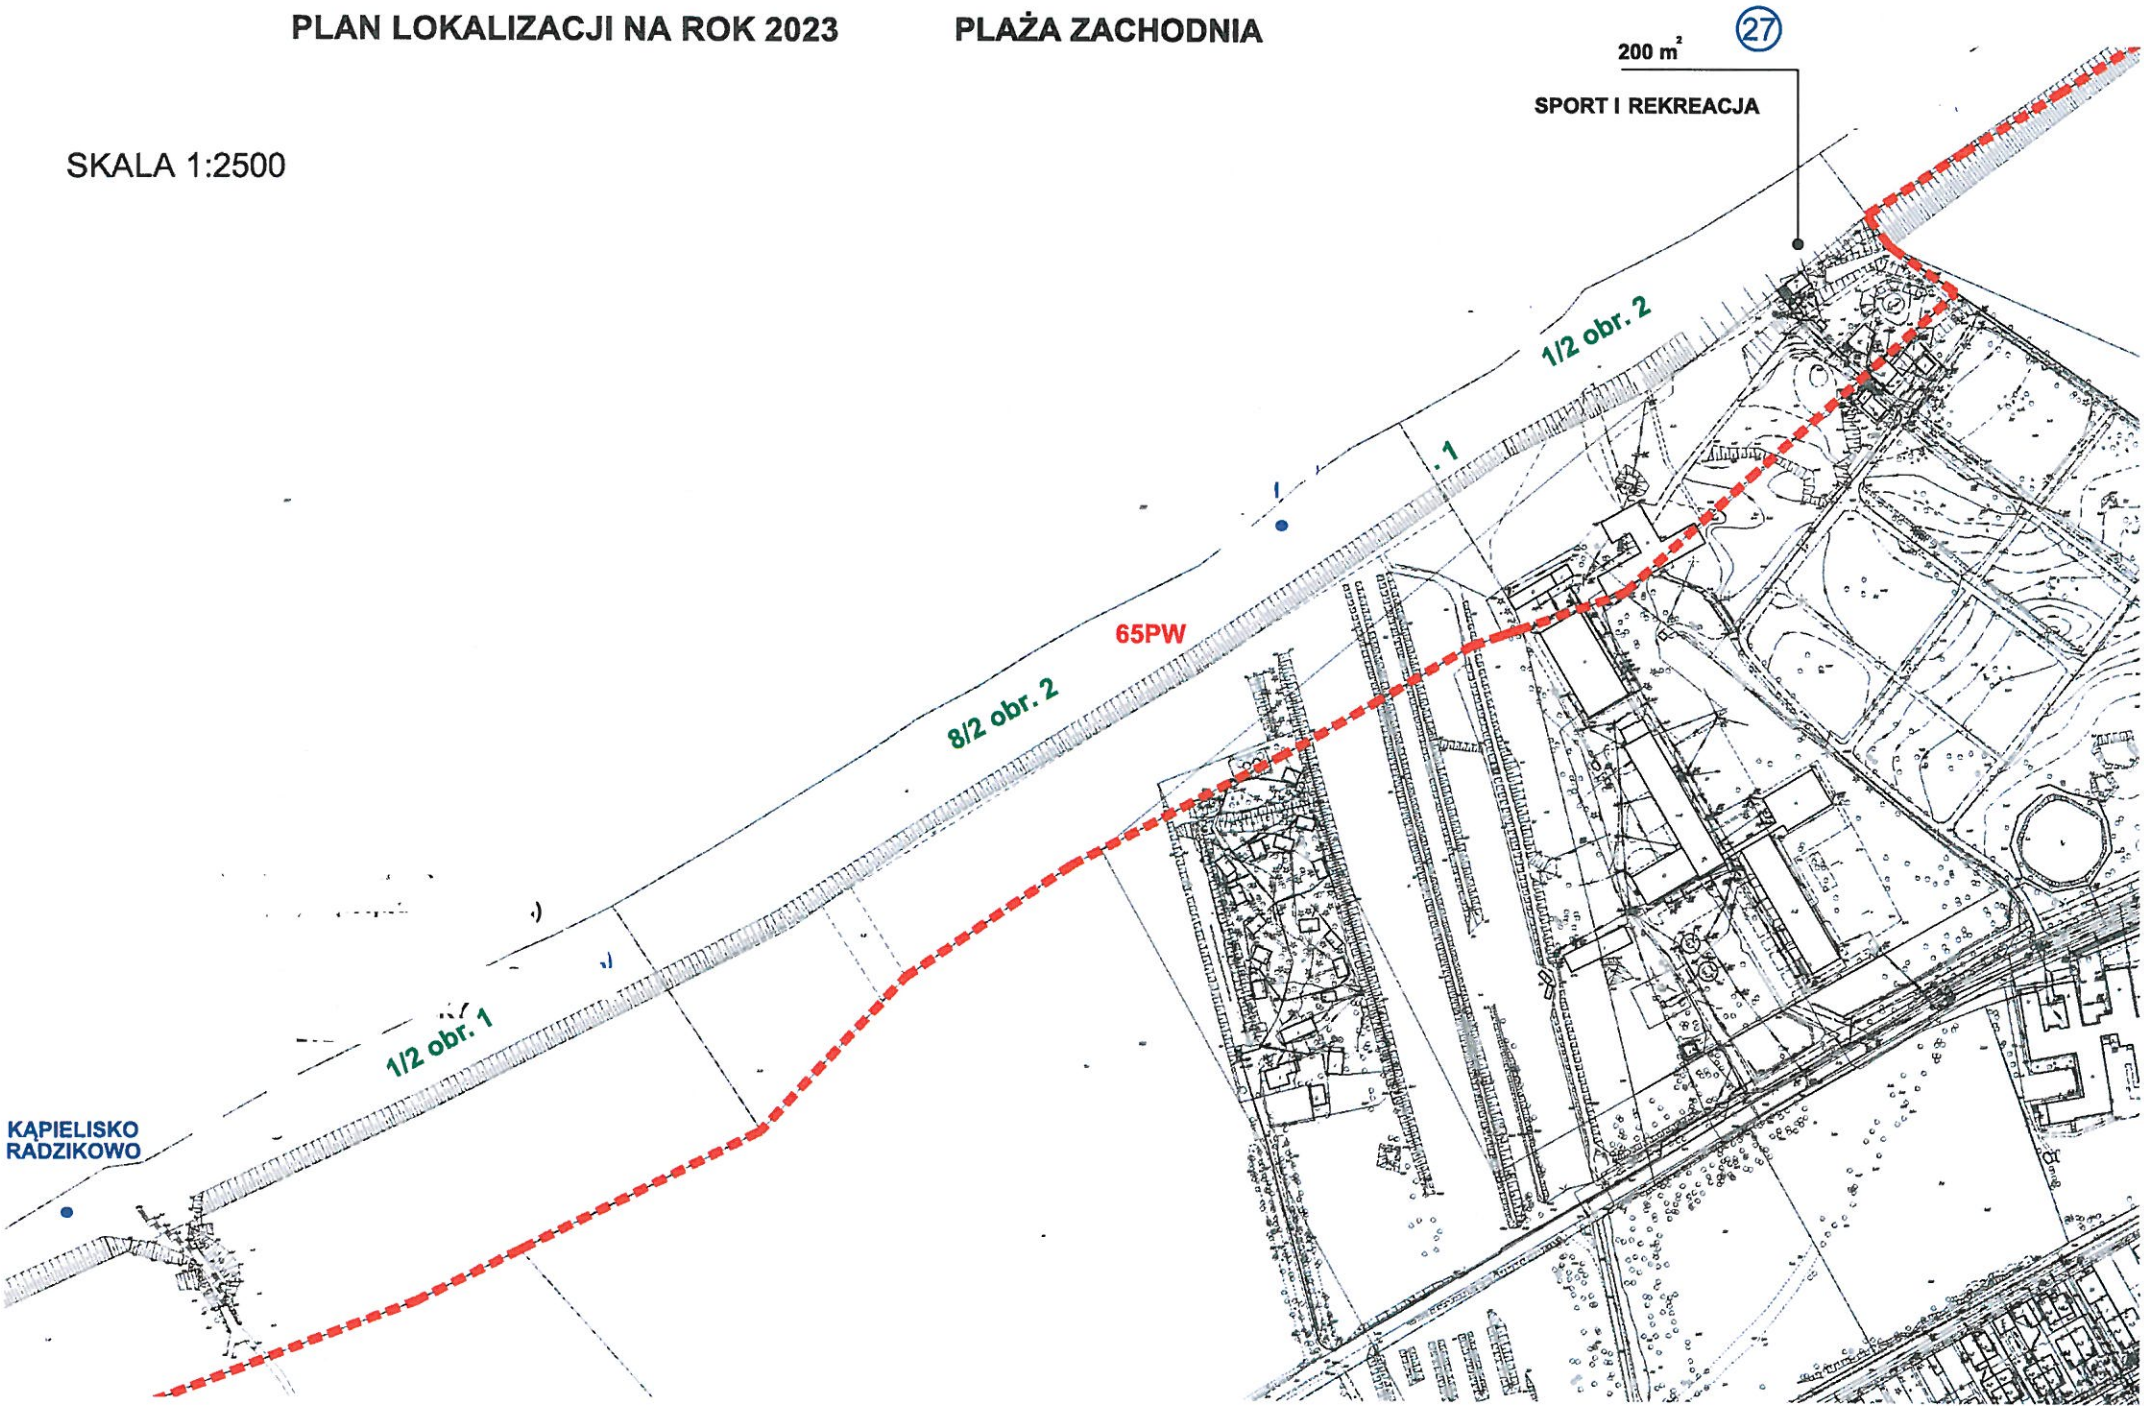 PLAN LOKALIZACJI NA ROK 2023 PLAŻA ZACHODNIA
27
200 m²
SPORT I REKREACJA
SKALA 1:2500
1/2 obr. 2
. 1
65PW
8/2 obr. 2
1/2 obr. 1
KĄPIELISKO
RADZIKOWO